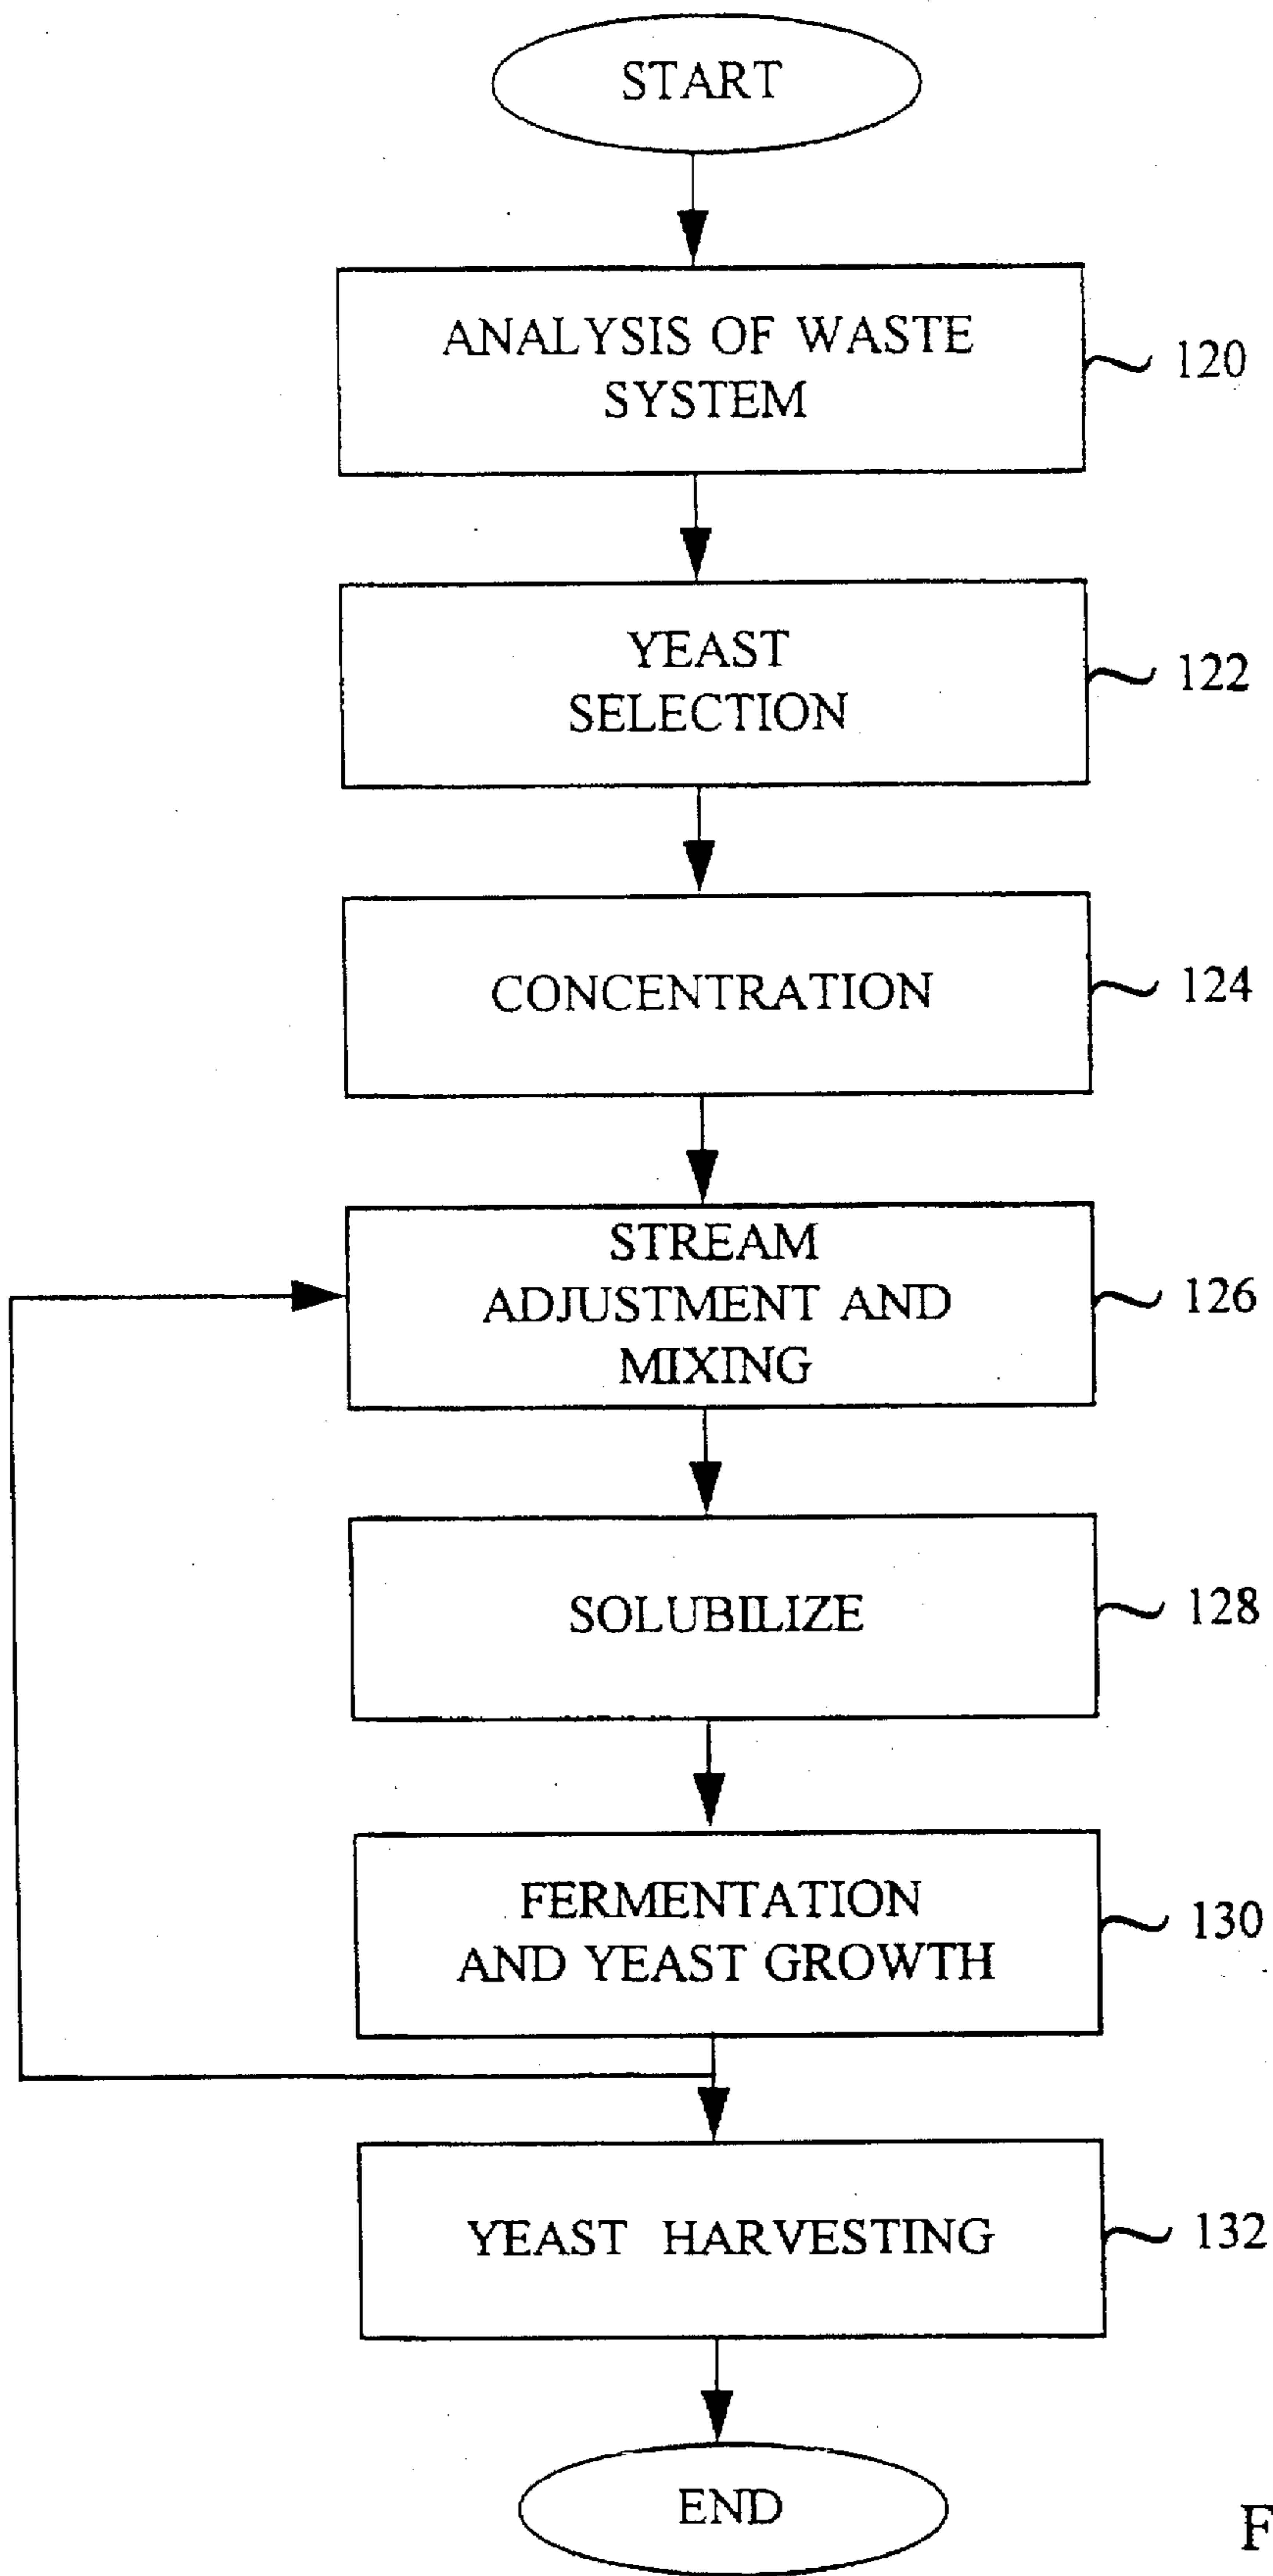 START
ANALYSIS OF WASTE
SYSTEM
120
YEAST
SELECTION
122
CONCENTRATION
124
STREAM
ADJUSTMENT AND
MIXING
126
SOLUBILIZE
128
FERMENTATION
AND YEAST GROWTH
130
YEAST HARVESTING
132
END
F